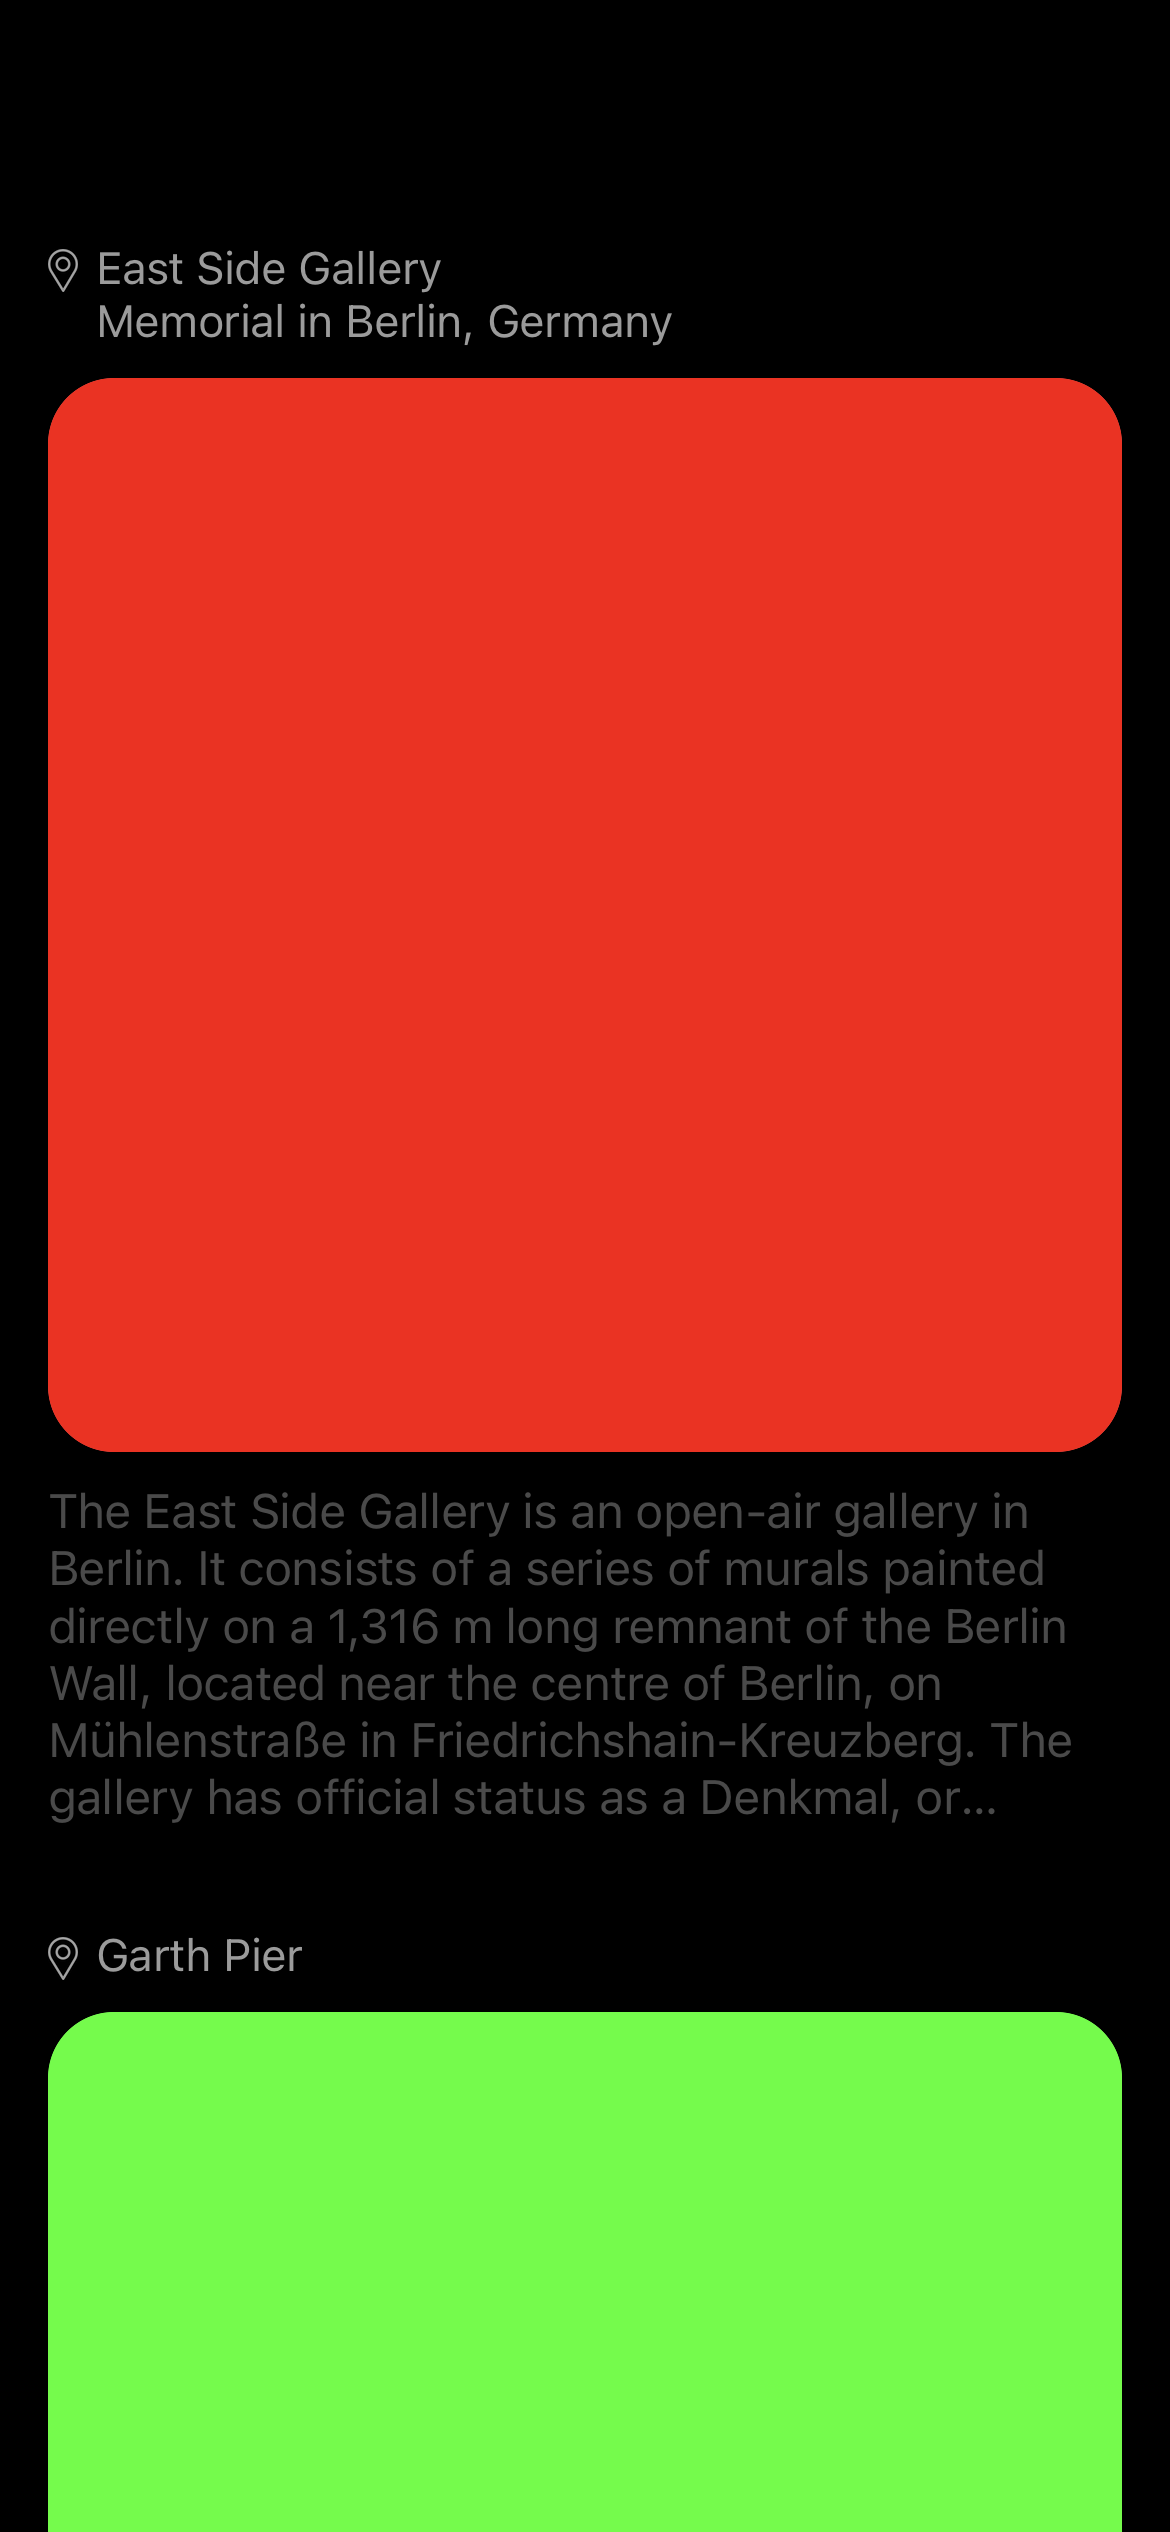 East Side Gallery
Memorial in Berlin, Germany
The East Side Gallery is an open-air gallery in
Berlin. It consists of a series of murals painted
directly on a 1,316 m long remnant of the Berlin
Wall, located near the centre of Berlin, on
Mühlenstraße in Friedrichshain-Kreuzberg. The
gallery has official status as a Denkmal, or...
Garth Pier